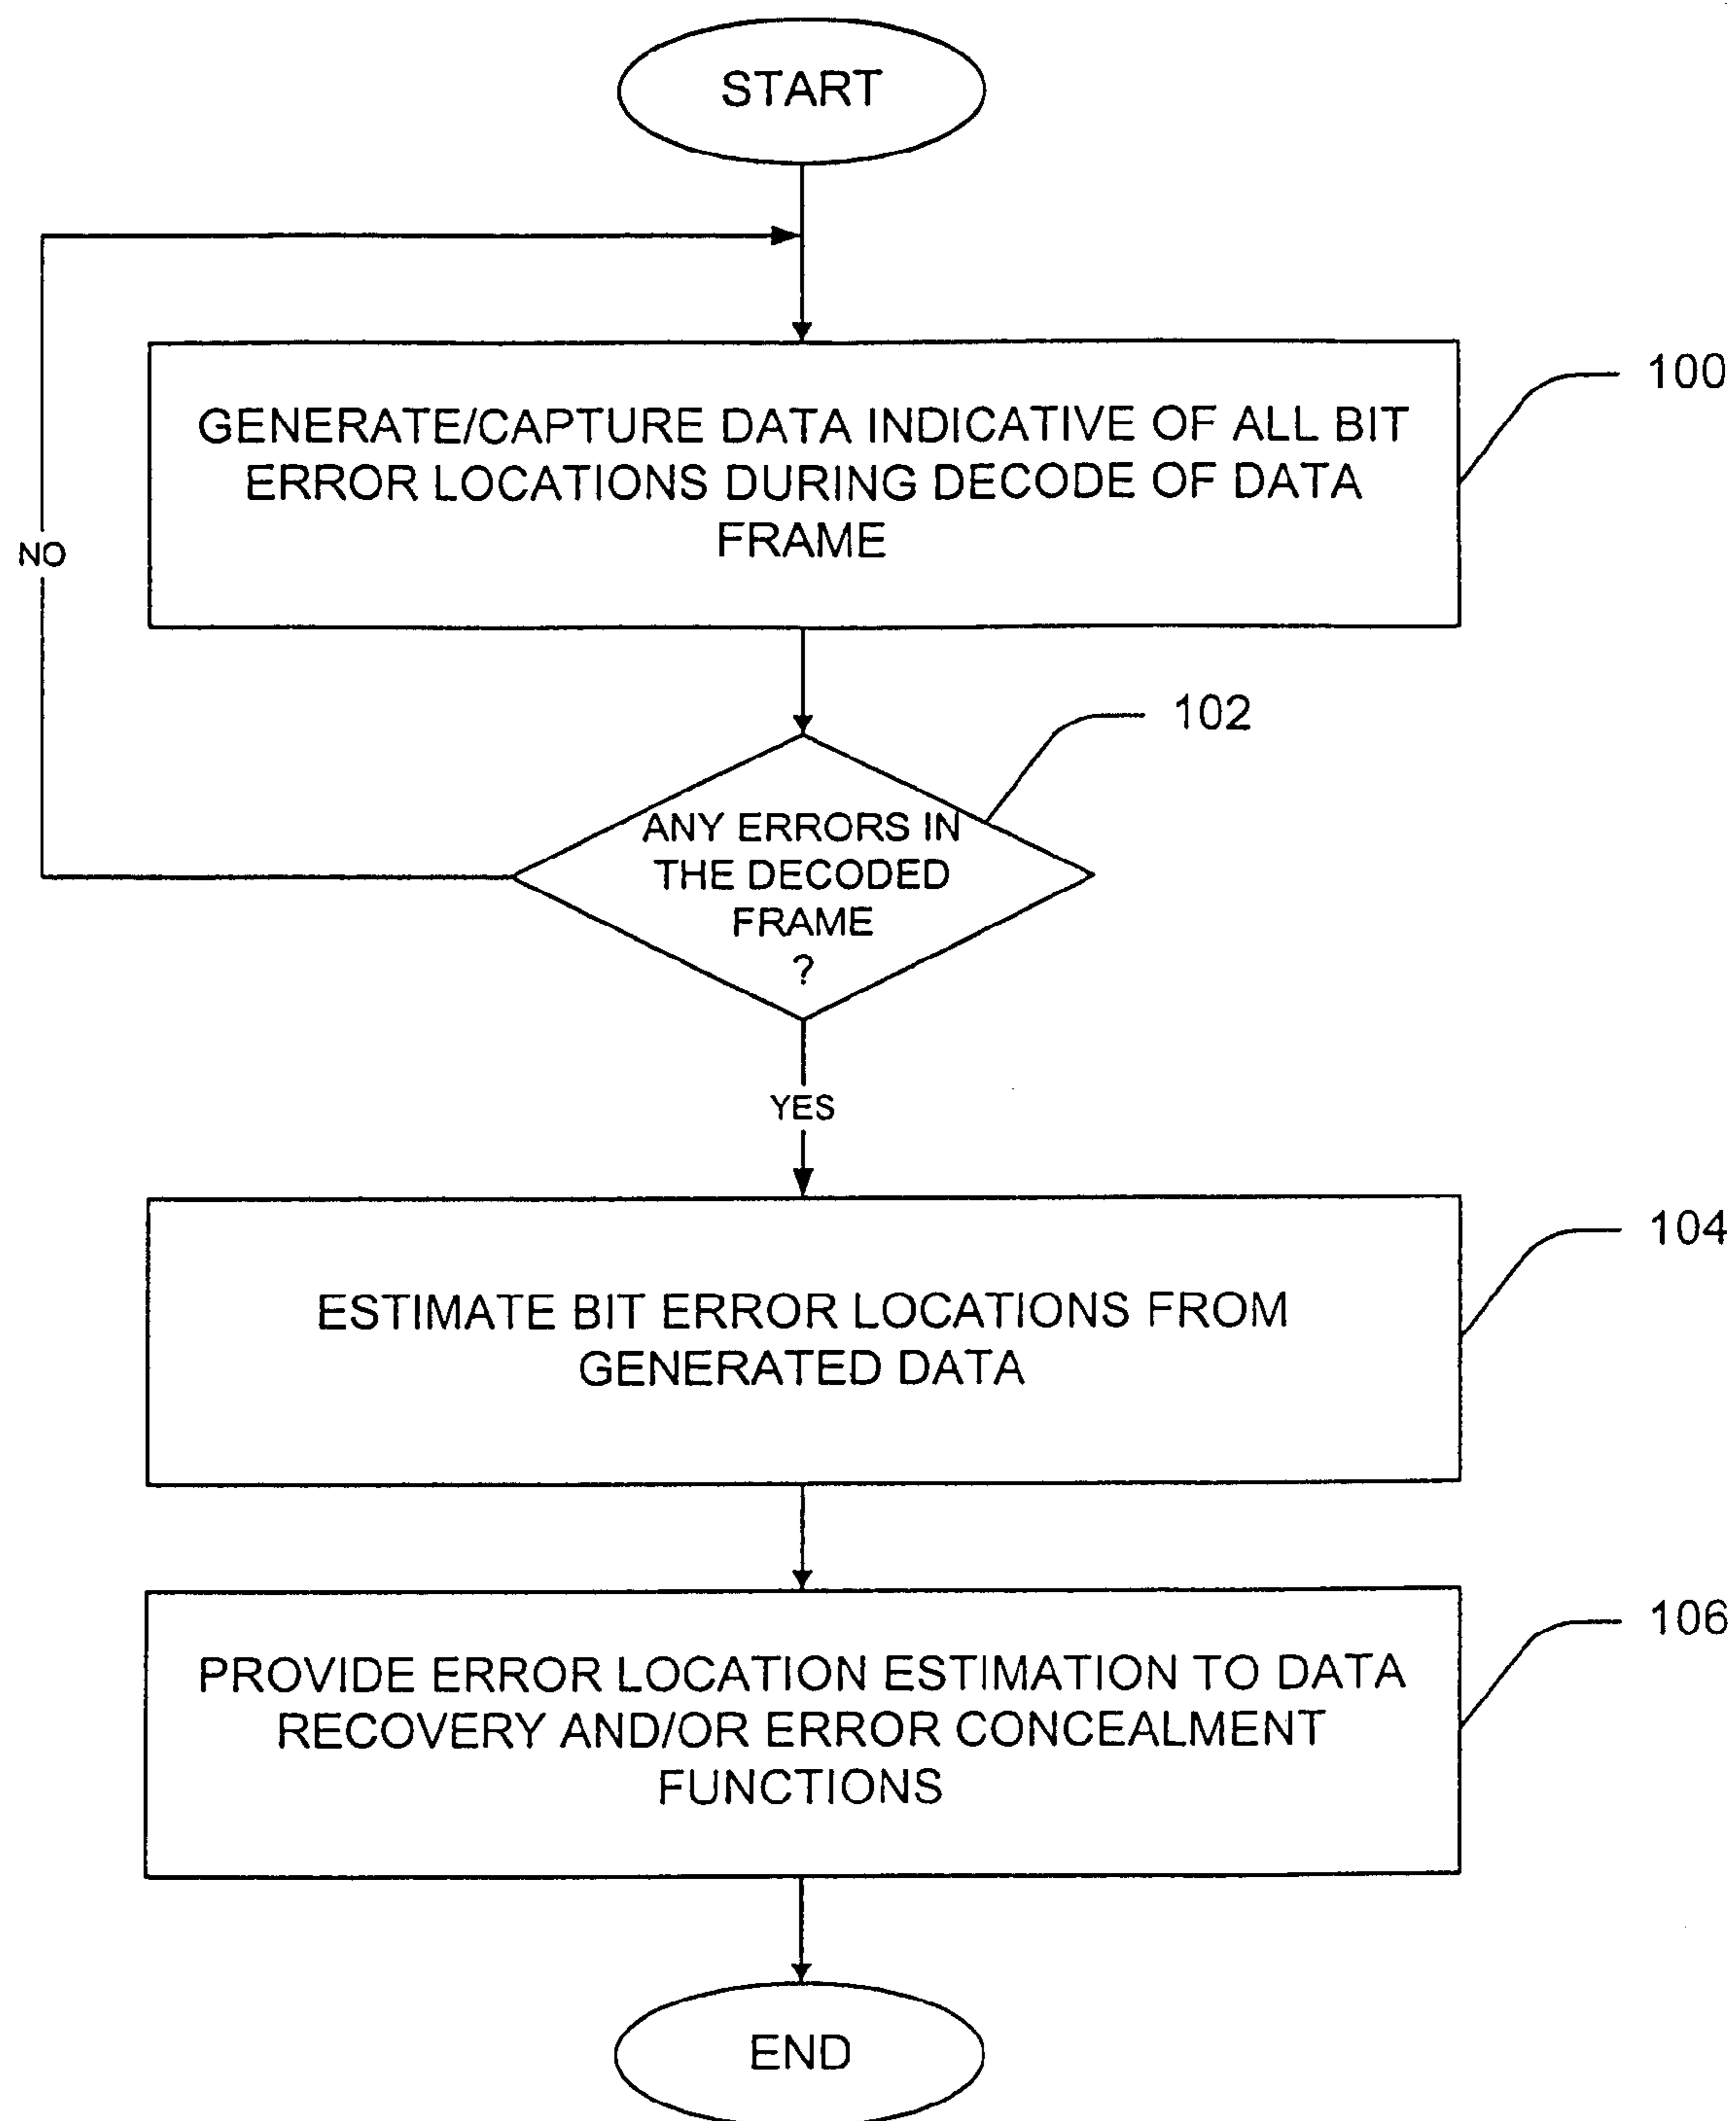 START
GENERATE/CAPTURE DATA INDICATIVE OF ALL BIT
ERROR LOCATIONS DURING DECODE OF DATA
FRAME
100
NO
102
ANY ERRORS IN
THE DECODED
FRAME
?
YES
104
ESTIMATE BIT ERROR LOCATIONS FROM
GENERATED DATA
106
PROVIDE ERROR LOCATION ESTIMATION TO DATA
RECOVERY AND/OR ERROR CONCEALMENT
FUNCTIONS
END